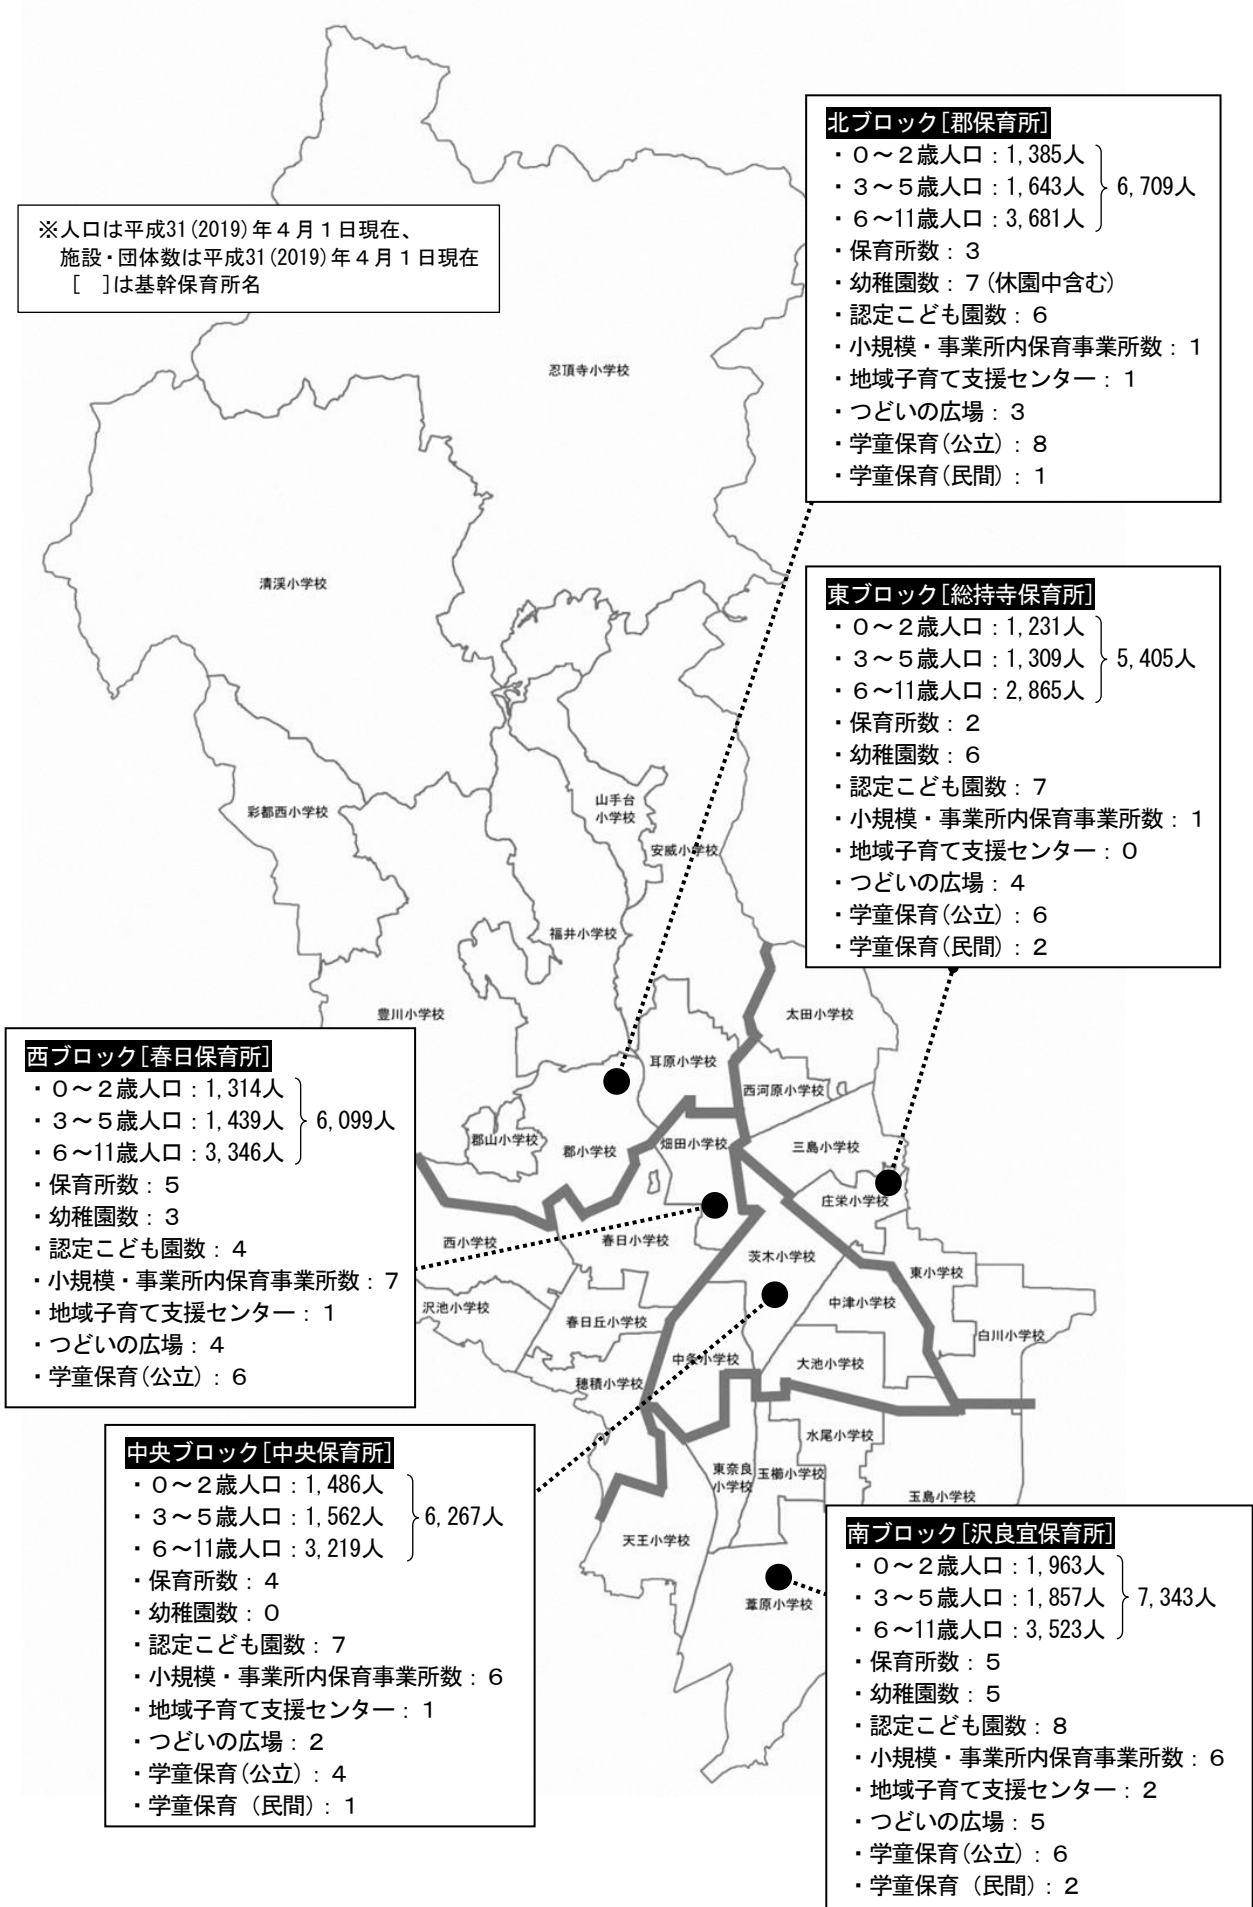 北ブロック[郡保育所]
・０～２歳人口：1,385人
・３～５歳人口：1,643人
6,709人
・６～11歳人口：3,681人
・保育所数：３
・幼稚園数：７(休園中含む)
・認定こども園数：６
・小規模・事業所内保育事業所数：１
・地域子育て支援センター：１
・つどいの広場：３
・学童保育(公立)：８
・学童保育(民間)：１
※人口は平成31(2019)年４月１日現在、
施設・団体数は平成31(2019)年４月１日現在
[　]は基幹保育所名
忍頂寺小学校
清渓小学校
東ブロック[総持寺保育所]
・０～２歳人口：1,231人
・３～５歳人口：1,309人
5,405人
・６～11歳人口：2,865人
・保育所数：２
・幼稚園数：６
・認定こども園数：７
・小規模・事業所内保育事業所数：１
・地域子育て支援センター：０
・つどいの広場：４
・学童保育(公立)：６
・学童保育(民間)：２
彩都西小学校
山手台
小学校
安威小学校
福井小学校
豊川小学校
太田小学校
耳原小学校
西河原小学校
郡山小学校
郡小学校
畑田小学校
三島小学校
庄栄小学校
西小学校
春日小学校
茨木小学校
東小学校
沢池小学校
春日丘小学校
中津小学校
白川小学校
中条小学校
大池小学校
穂積小学校
水尾小学校
東奈良
小学校
玉櫛小学校
玉島小学校
天王小学校
葦原小学校
西ブロック[春日保育所]
・０～２歳人口：1,314人
・３～５歳人口：1,439人
6,099人
・６～11歳人口：3,346人
・保育所数：５
・幼稚園数：３
・認定こども園数：４
・小規模・事業所内保育事業所数：７
・地域子育て支援センター：１
・つどいの広場：４
・学童保育(公立)：６
中央ブロック[中央保育所]
・０～２歳人口：1,486人
・３～５歳人口：1,562人
6,267人
・６～11歳人口：3,219人
・保育所数：４
・幼稚園数：０
・認定こども園数：７
・小規模・事業所内保育事業所数：６
・地域子育て支援センター：１
・つどいの広場：２
・学童保育(公立)：４
・学童保育（民間）：１
南ブロック[沢良宜保育所]
・０～２歳人口：1,963人
・３～５歳人口：1,857人
7,343人
・６～11歳人口：3,523人
・保育所数：５
・幼稚園数：５
・認定こども園数：８
・小規模・事業所内保育事業所数：６
・地域子育て支援センター：２
・つどいの広場：５
・学童保育(公立)：６
・学童保育（民間）：２